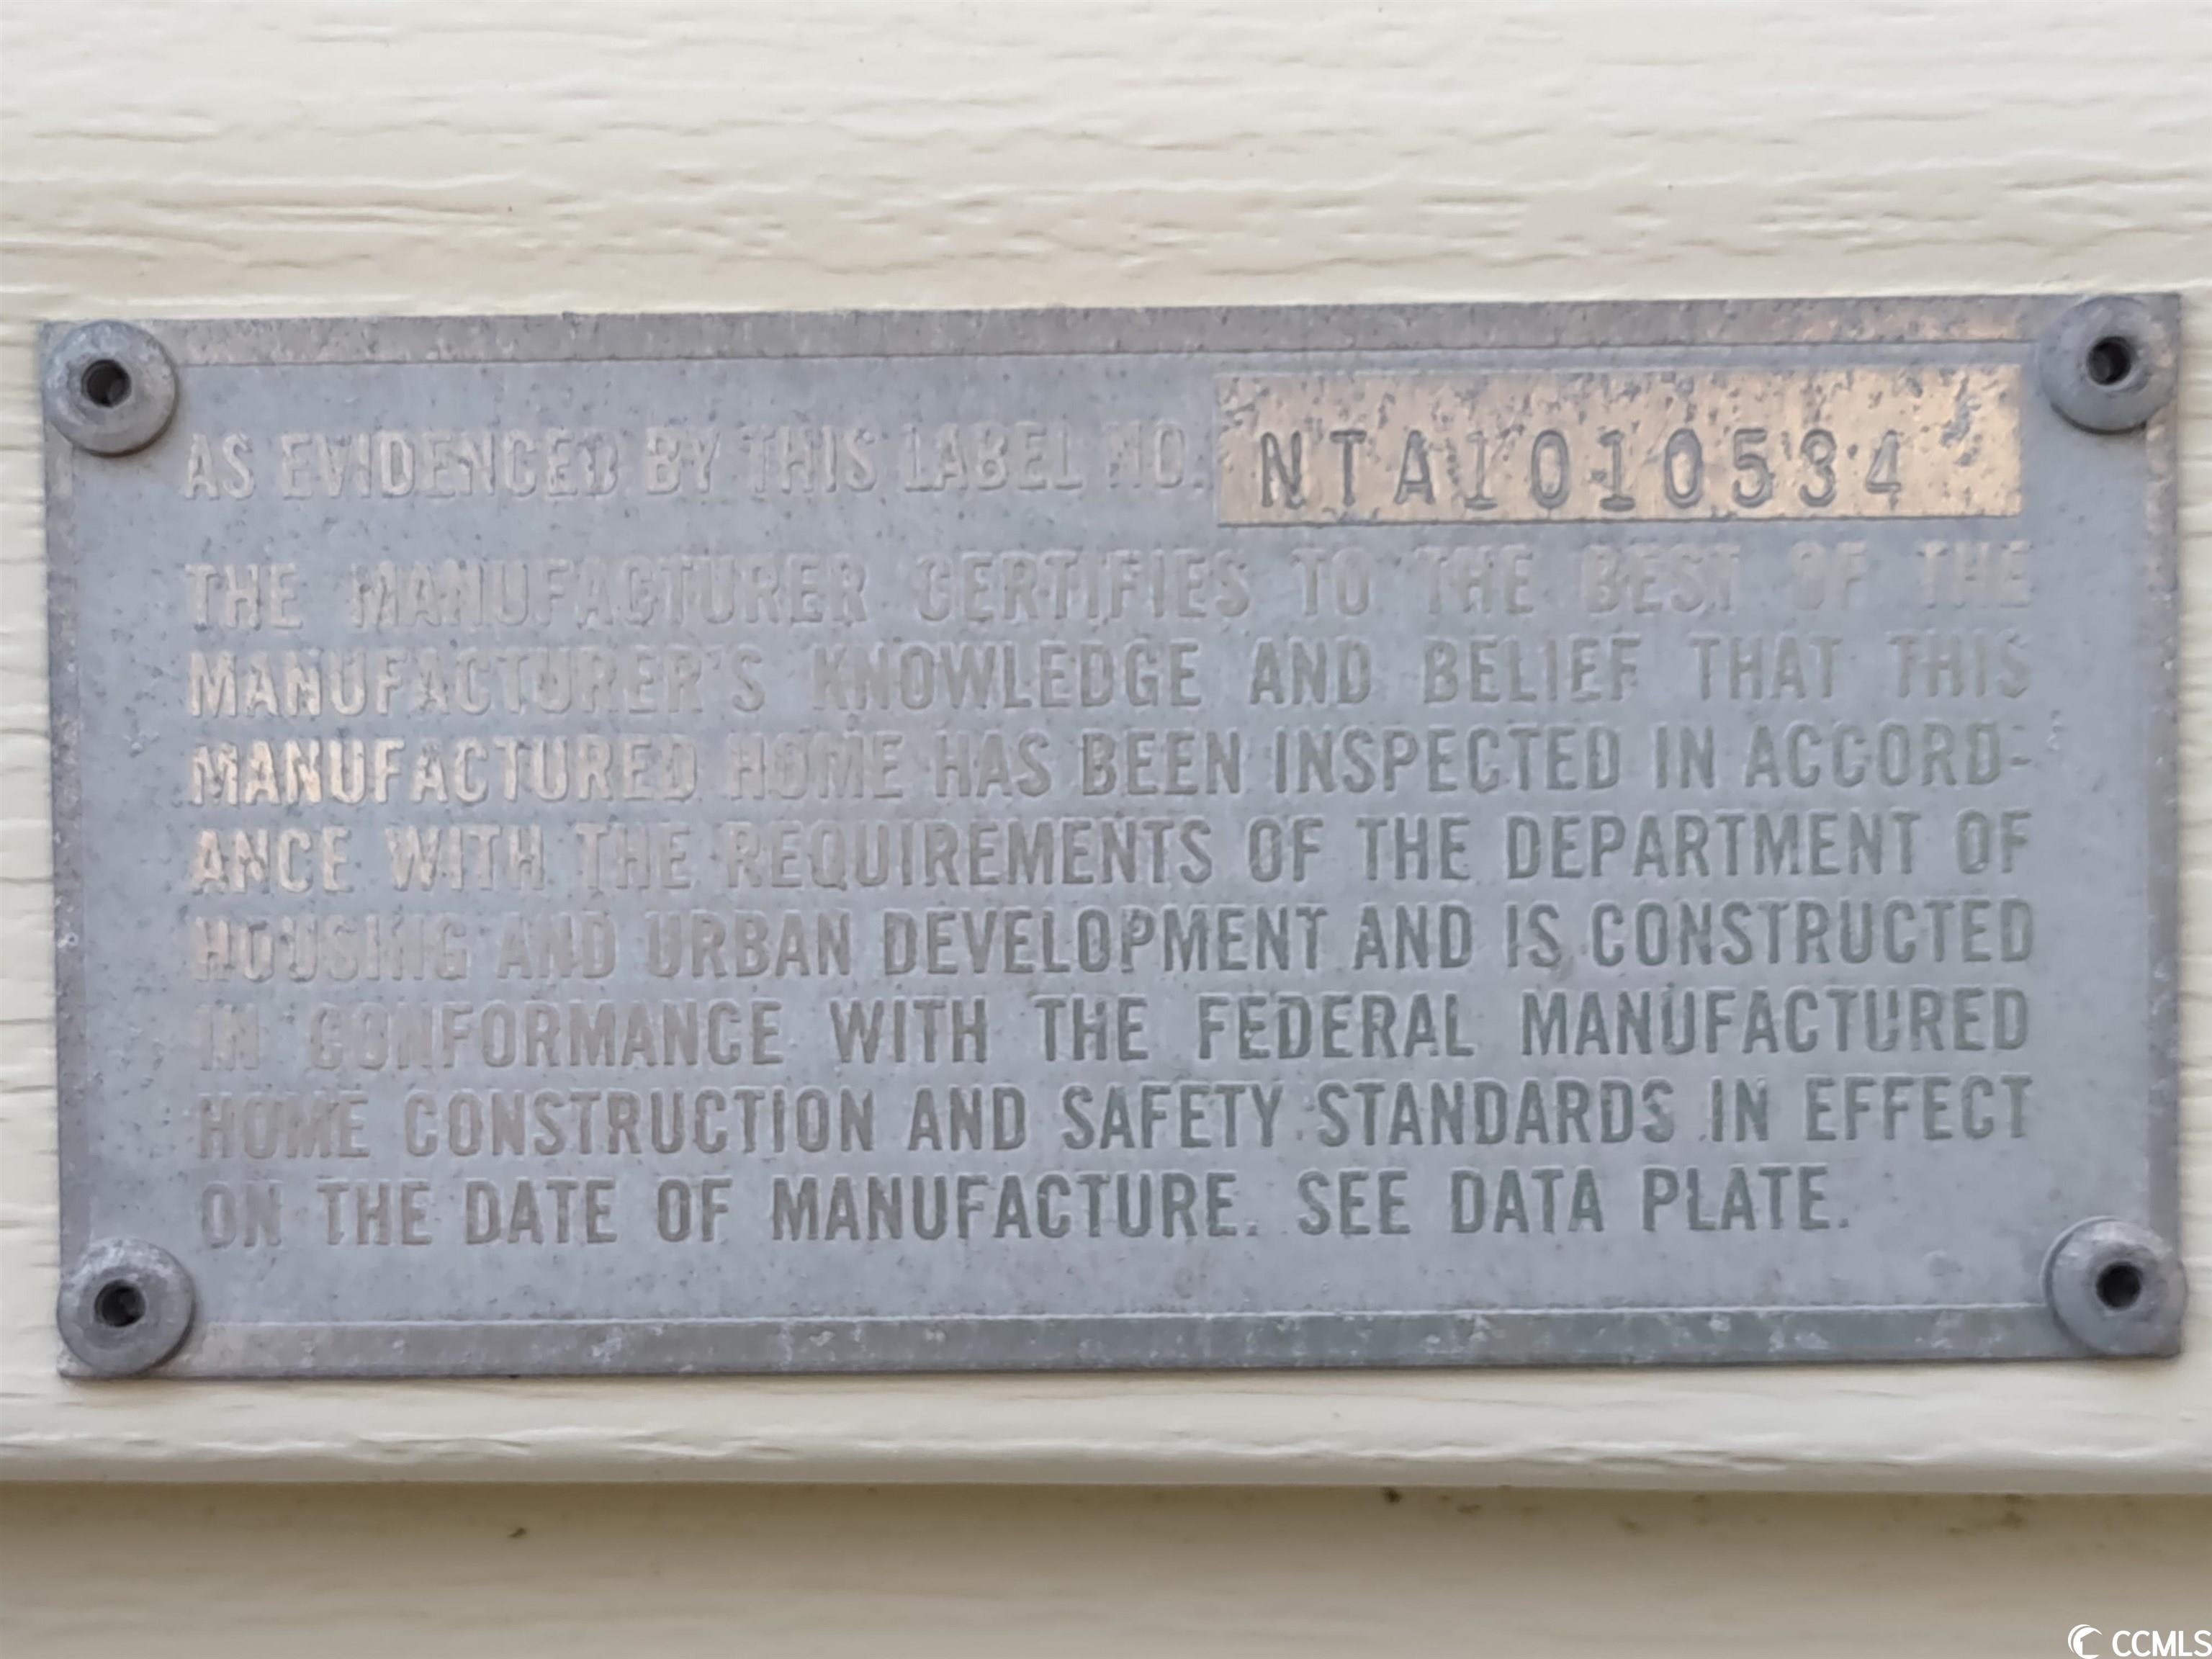 AS EVIDENCED BY THIS LABEL NO. NTA1010534
THE MANUFACTURER CERTIFIES TO THE BEST OF THE
MANUFACTURER'S KNOWLEDGE AND BELIEF THAT THIS
MANUFACTURED HOME HAS BEEN INSPECTED IN ACCORD-
ANCE WITH THE REQUIREMENTS OF THE DEPARTMENT OF
HOUSING AND URBAN DEVELOPMENT AND IS CONSTRUCTED
IN CONFORMANCE WITH THE FEDERAL MANUFACTURED
HOME CONSTRUCTION AND SAFETY STANDARDS IN EFFECT
ON THE DATE OF MANUFACTURE. SEE DATA PLATE.
CCMLS